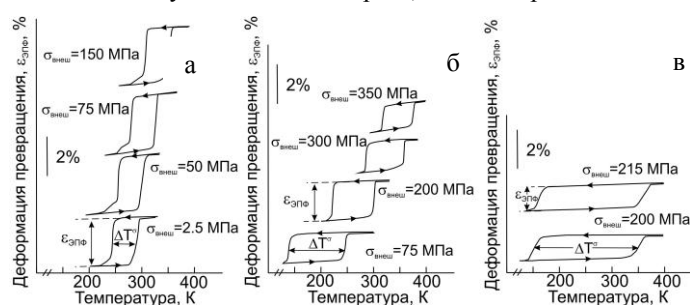 Деформация превращения, εЭПФ, %
σвнеш=150 МПа
а
σвнеш=75 МПа
2%
σвнеш=50 МПа
σвнеш=2.5 МПа
εЭПФ
ΔTσ
200 300 400
Температура, К
Деформация превращения, εЭПФ, %
б
2%
σвнеш=350 МПа
σвнеш=300 МПа
σвнеш=200 МПа
εЭПФ
ΔTσ
σвнеш=75 МПа
200 300 400
Температура, К
Деформация превращения, εЭПФ, %
в
2%
σвнеш=215 МПа
εЭПФ
σвнеш=200 МПа
ΔTσ
200 300 400
Температура, К